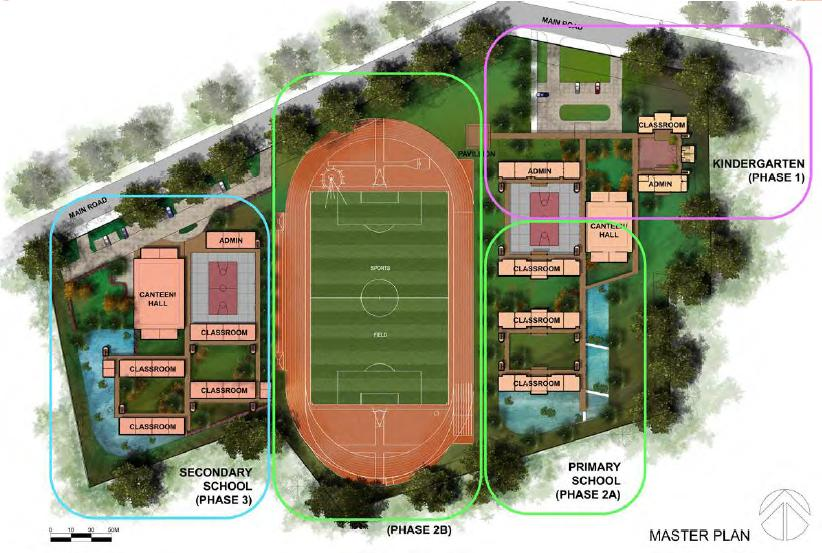 MAIN ROAD
CLASSROOM
PAVILLION
KINDERGARTEN
(PHASE 1)
ADMIN
ADMIN
MAIN ROAD
CANTEEN/
HALL
ADMIN
SPORTS
CLASSROOM
CANTEEN/
HALL
FIELD
CLASSROOM
CLASSROOM
CLASSROOM
CLASSROOM
CLASSROOM
CLASSROOM
SECONDARY
SCHOOL
(PHASE 3)
PRIMARY
SCHOOL
(PHASE 2A)
(PHASE 2B)
0 10 30 50M
MASTER PLAN